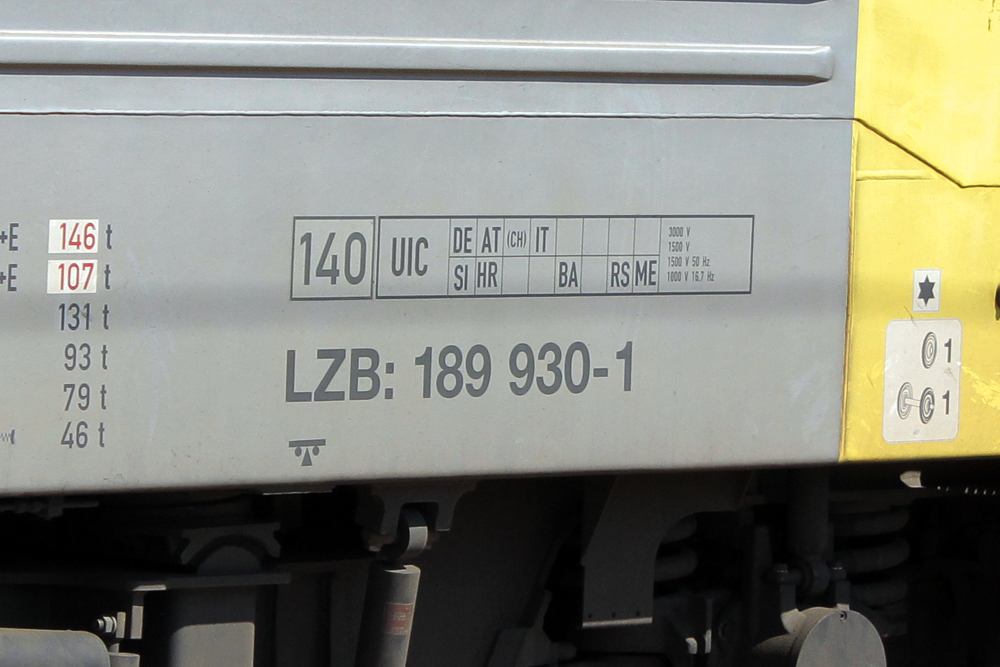 +E 146 t
+E 107 t
131 t
93 t
79 t
46 t
140 UIC DE AT (CH) IT
SI HR BA RS ME
3000 V
1500 V
1500 V 50 Hz
1000 V 16.7 Hz
LZB: 189 930-1
1
1